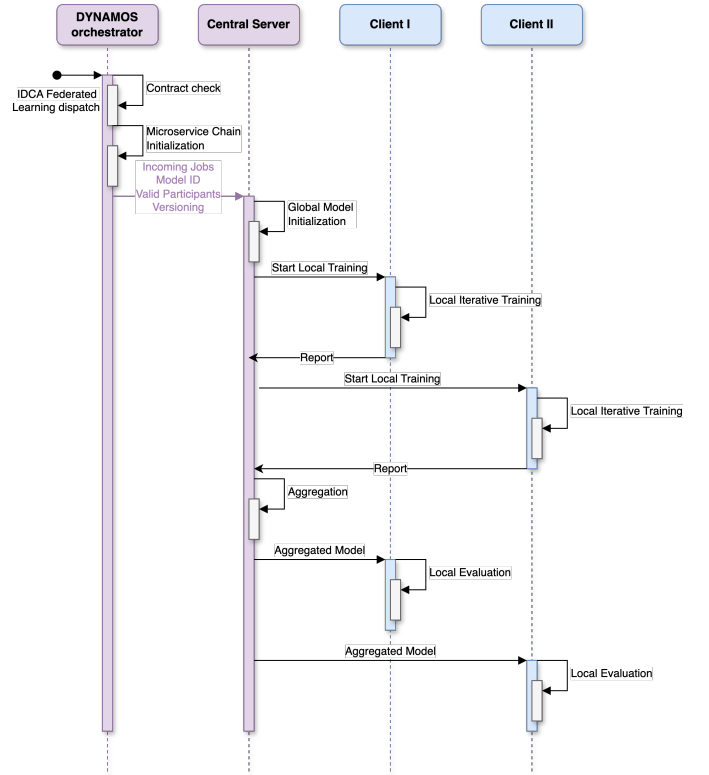 DYNAMOS
orchestrator
Central Server
Client I
Client II
IDCA Federated
Learning dispatch
Contract check
Microservice Chain
Initialization
Incoming Jobs
Model ID
Valid Participants
Versioning
Global Model
Initialization
Start Local Training
Local Iterative Training
Report
Start Local Training
Local Iterative Training
Report
Aggregation
Aggregated Model
Local Evaluation
Aggregated Model
Local Evaluation